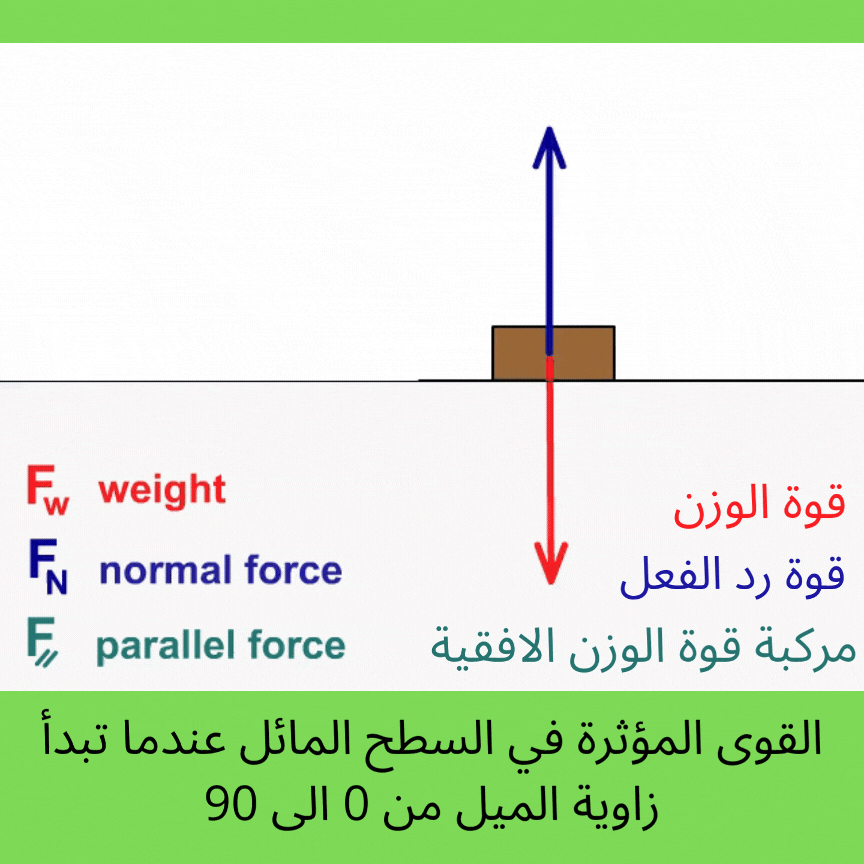 F_w weight
قوة الوزن
F_N normal force
قوة رد الفعل
F_// parallel force
مركبة قوة الوزن الافقية
القوى المؤثرة في السطح المائل عندما تبدأ
زاوية الميل من 0 الى 90